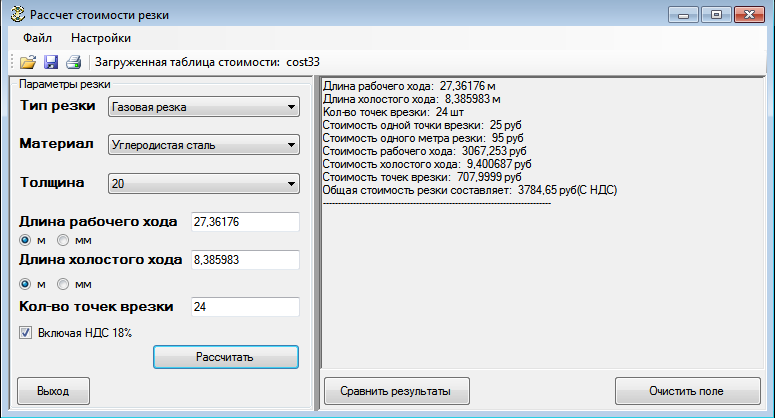 Рассчет стоимости резки
Файл Настройки
Загруженная таблица стоимости: cost33
Параметры резки
Тип резки Газовая резка
Материал Углеродистая сталь
Толщина 20
Длина рабочего хода 27,36176
м мм
Длина холостого хода 8,385983
м мм
Кол-во точек врезки 24
Включая НДС 18%
Рассчитать
Выход
Длина рабочего хода: 27,36176 м
Длина холостого хода: 8,385983 м
Кол-во точек врезки: 24 шт
Стоимость одной точки врезки: 25 руб
Стоимость одного метра резки: 95 руб
Стоимость рабочего хода: 3067,253 руб
Стоимость холостого хода: 9,400687 руб
Стоимость точек врезки: 707,9999 руб
Общая стоимость резки составляет: 3784,65 руб(С НДС)
Сравнить результаты Очистить поле